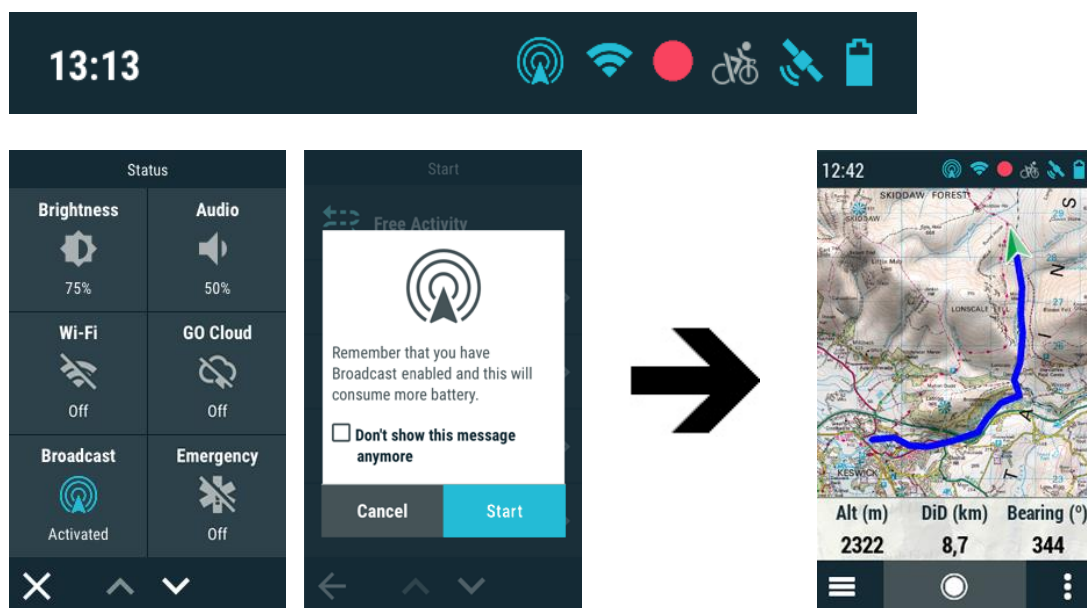 13:13
Status
Brightness Audio
75% 50%
Wi-Fi GO Cloud
Off Off
Broadcast Emergency
Activated Off
Start
Free Activity
Remember that you have
Broadcast enabled and this will
consume more battery.
Don't show this message
anymore
Cancel Start
12:42
SKIDDAW FOREST
SKIDDAW
LONSCALE FELL
KESWICK
Alt (m) DiD (km) Bearing (º)
2322 8,7 344